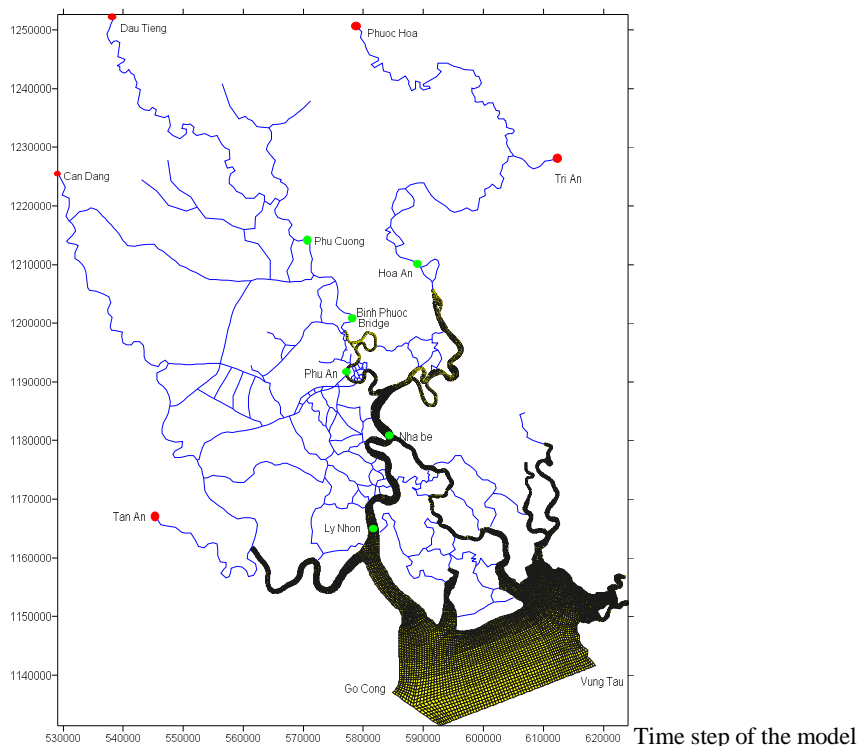 1250000
Dau Tieng
Phuoc Hoa
1240000
1230000
Tri An
Can Dang
1220000
Phu Cuong
1210000
Hoa An
Binh Phuoc
Bridge
1200000
Phu An
1190000
1180000
Nha be
1170000
Tan An
Ly Nhon
1160000
1150000
1140000
Go Cong
Vung Tau
530000 540000 550000 560000 570000 580000 590000 600000 610000 620000
Time step of the model